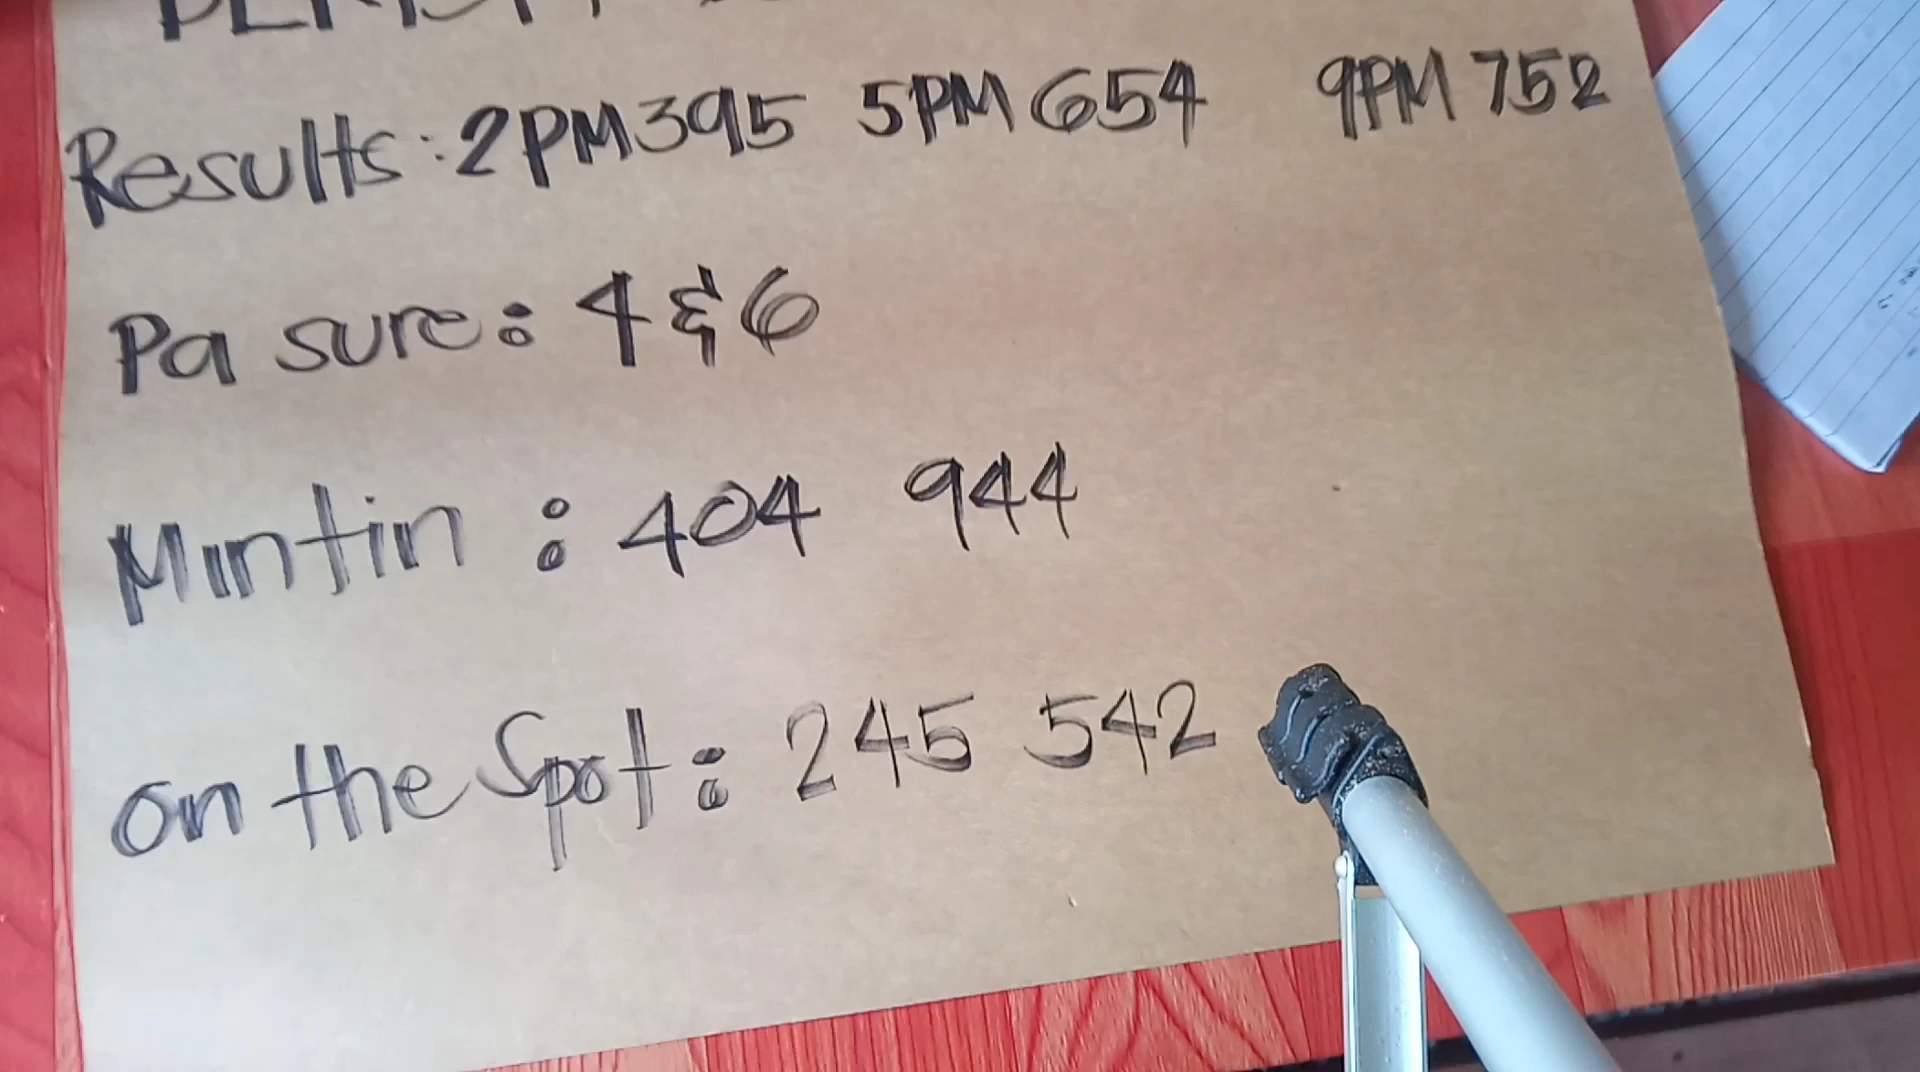 Results: 2PM 395 5PM 654 9PM 752
Pa sure: 4 & 6
Mintin: 404 944
on the Spot: 245 542